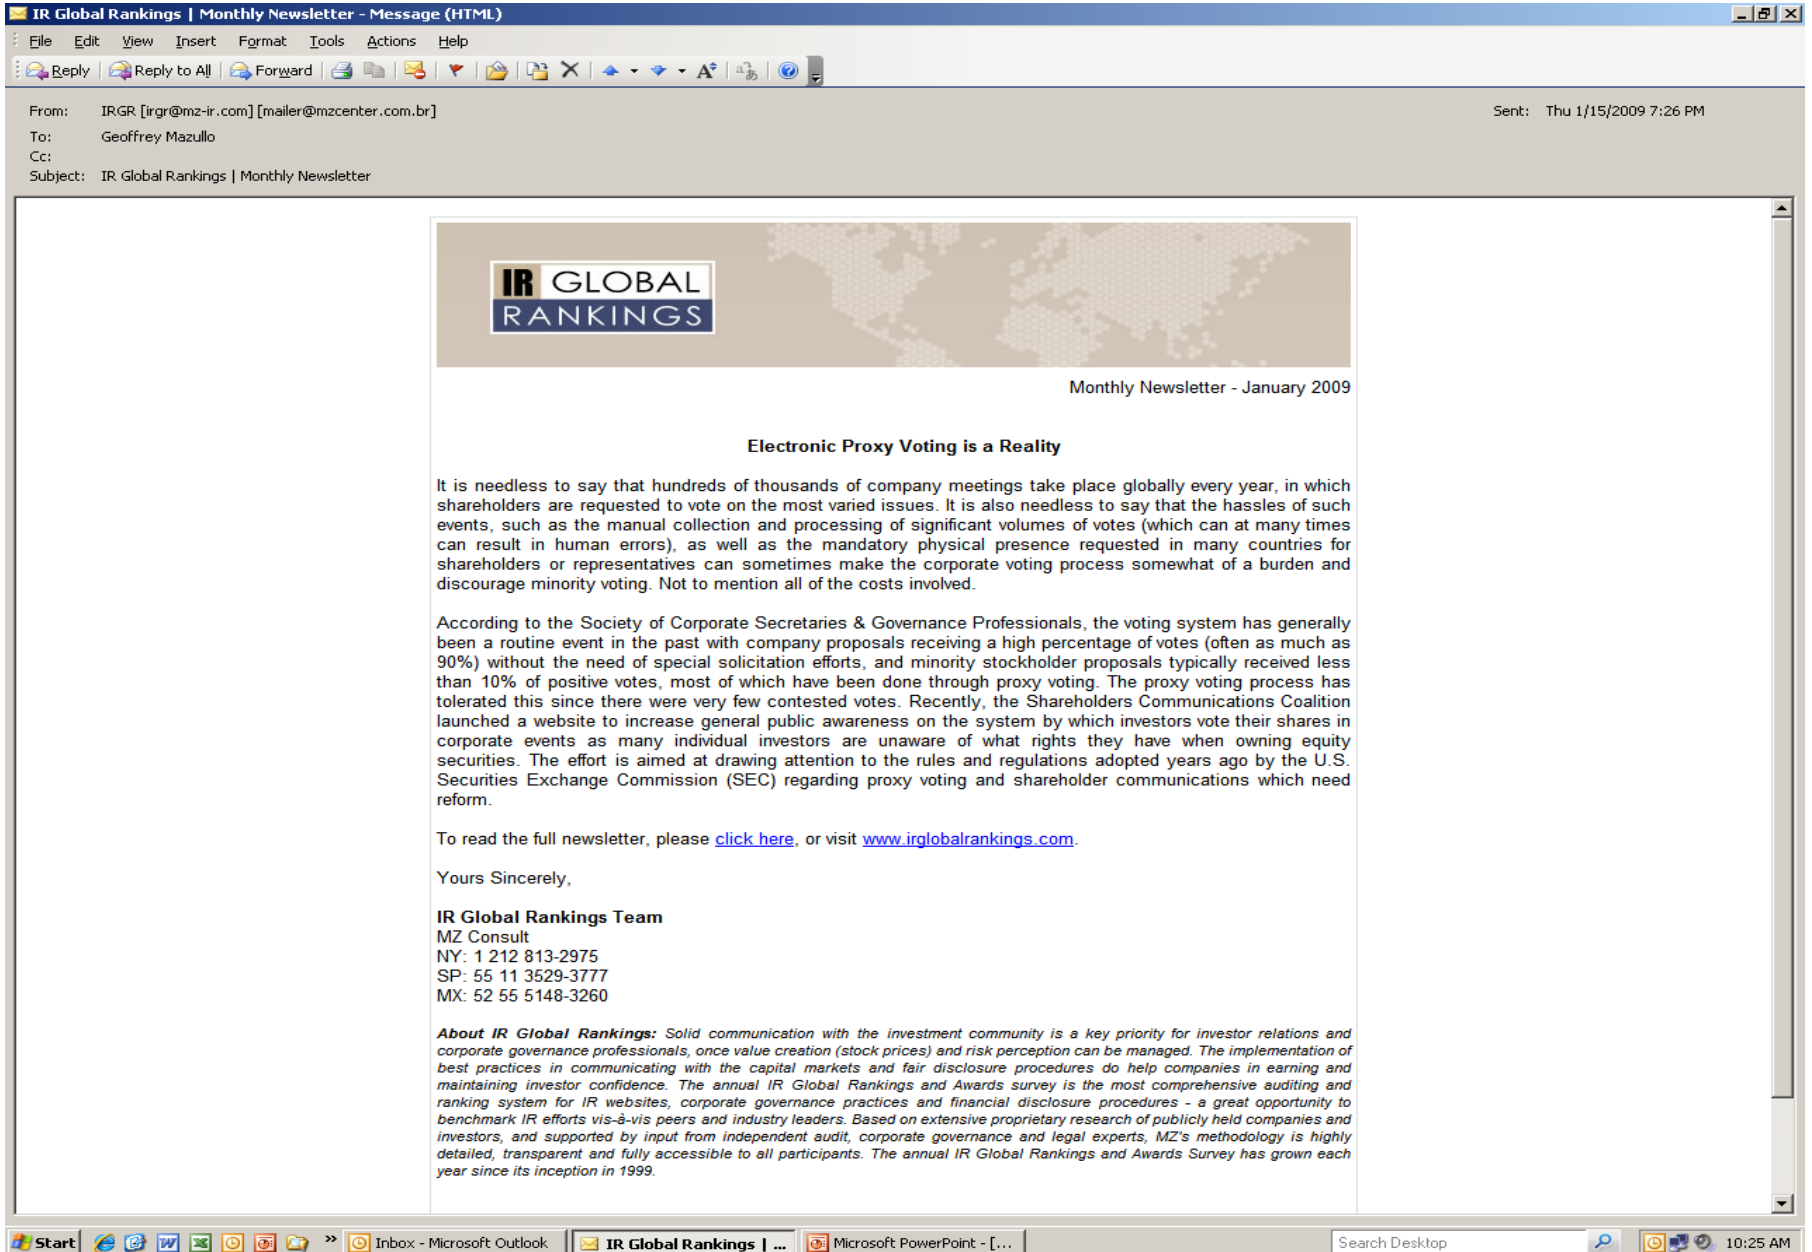 IR Global Rankings | Monthly Newsletter - Message (HTML)
File Edit View Insert Format Tools Actions Help
Reply Reply to All Forward
From: IRGR [irgr@mz-ir.com] [mailer@mzcenter.com.br] Sent: Thu 1/15/2009 7:26 PM
To: Geoffrey Mazullo
Cc:
Subject: IR Global Rankings | Monthly Newsletter
IR GLOBAL
RANKINGS
Monthly Newsletter - January 2009
Electronic Proxy Voting is a Reality
It is needless to say that hundreds of thousands of company meetings take place globally every year, in which
shareholders are requested to vote on the most varied issues. It is also needless to say that the hassles of such
events, such as the manual collection and processing of significant volumes of votes (which can at many times
can result in human errors), as well as the mandatory physical presence requested in many countries for
shareholders or representatives can sometimes make the corporate voting process somewhat of a burden and
discourage minority voting. Not to mention all of the costs involved.
According to the Society of Corporate Secretaries & Governance Professionals, the voting system has generally
been a routine event in the past with company proposals receiving a high percentage of votes (often as much as
90%) without the need of special solicitation efforts, and minority stockholder proposals typically received less
than 10% of positive votes, most of which have been done through proxy voting. The proxy voting process has
tolerated this since there were very few contested votes. Recently, the Shareholders Communications Coalition
launched a website to increase general public awareness on the system by which investors vote their shares in
corporate events as many individual investors are unaware of what rights they have when owning equity
securities. The effort is aimed at drawing attention to the rules and regulations adopted years ago by the U.S.
Securities Exchange Commission (SEC) regarding proxy voting and shareholder communications which need
reform.
To read the full newsletter, please click here, or visit www.irglobalrankings.com.
Yours Sincerely,
IR Global Rankings Team
MZ Consult
NY: 1 212 813-2975
SP: 55 11 3529-3777
MX: 52 55 5148-3260
About IR Global Rankings: Solid communication with the investment community is a key priority for investor relations and
corporate governance professionals, once value creation (stock prices) and risk perception can be managed. The implementation of
best practices in communicating with the capital markets and fair disclosure procedures do help companies in earning and
maintaining investor confidence. The annual IR Global Rankings and Awards survey is the most comprehensive auditing and
ranking system for IR websites, corporate governance practices and financial disclosure procedures - a great opportunity to
benchmark IR efforts vis-à-vis peers and industry leaders. Based on extensive proprietary research of publicly held companies and
investors, and supported by input from independent audit, corporate governance and legal experts, MZ's methodology is highly
detailed, transparent and fully accessible to all participants. The annual IR Global Rankings and Awards Survey has grown each
year since its inception in 1999.
Start » Inbox - Microsoft Outlook IR Global Rankings | ... Microsoft PowerPoint - [... Search Desktop 10:25 AM